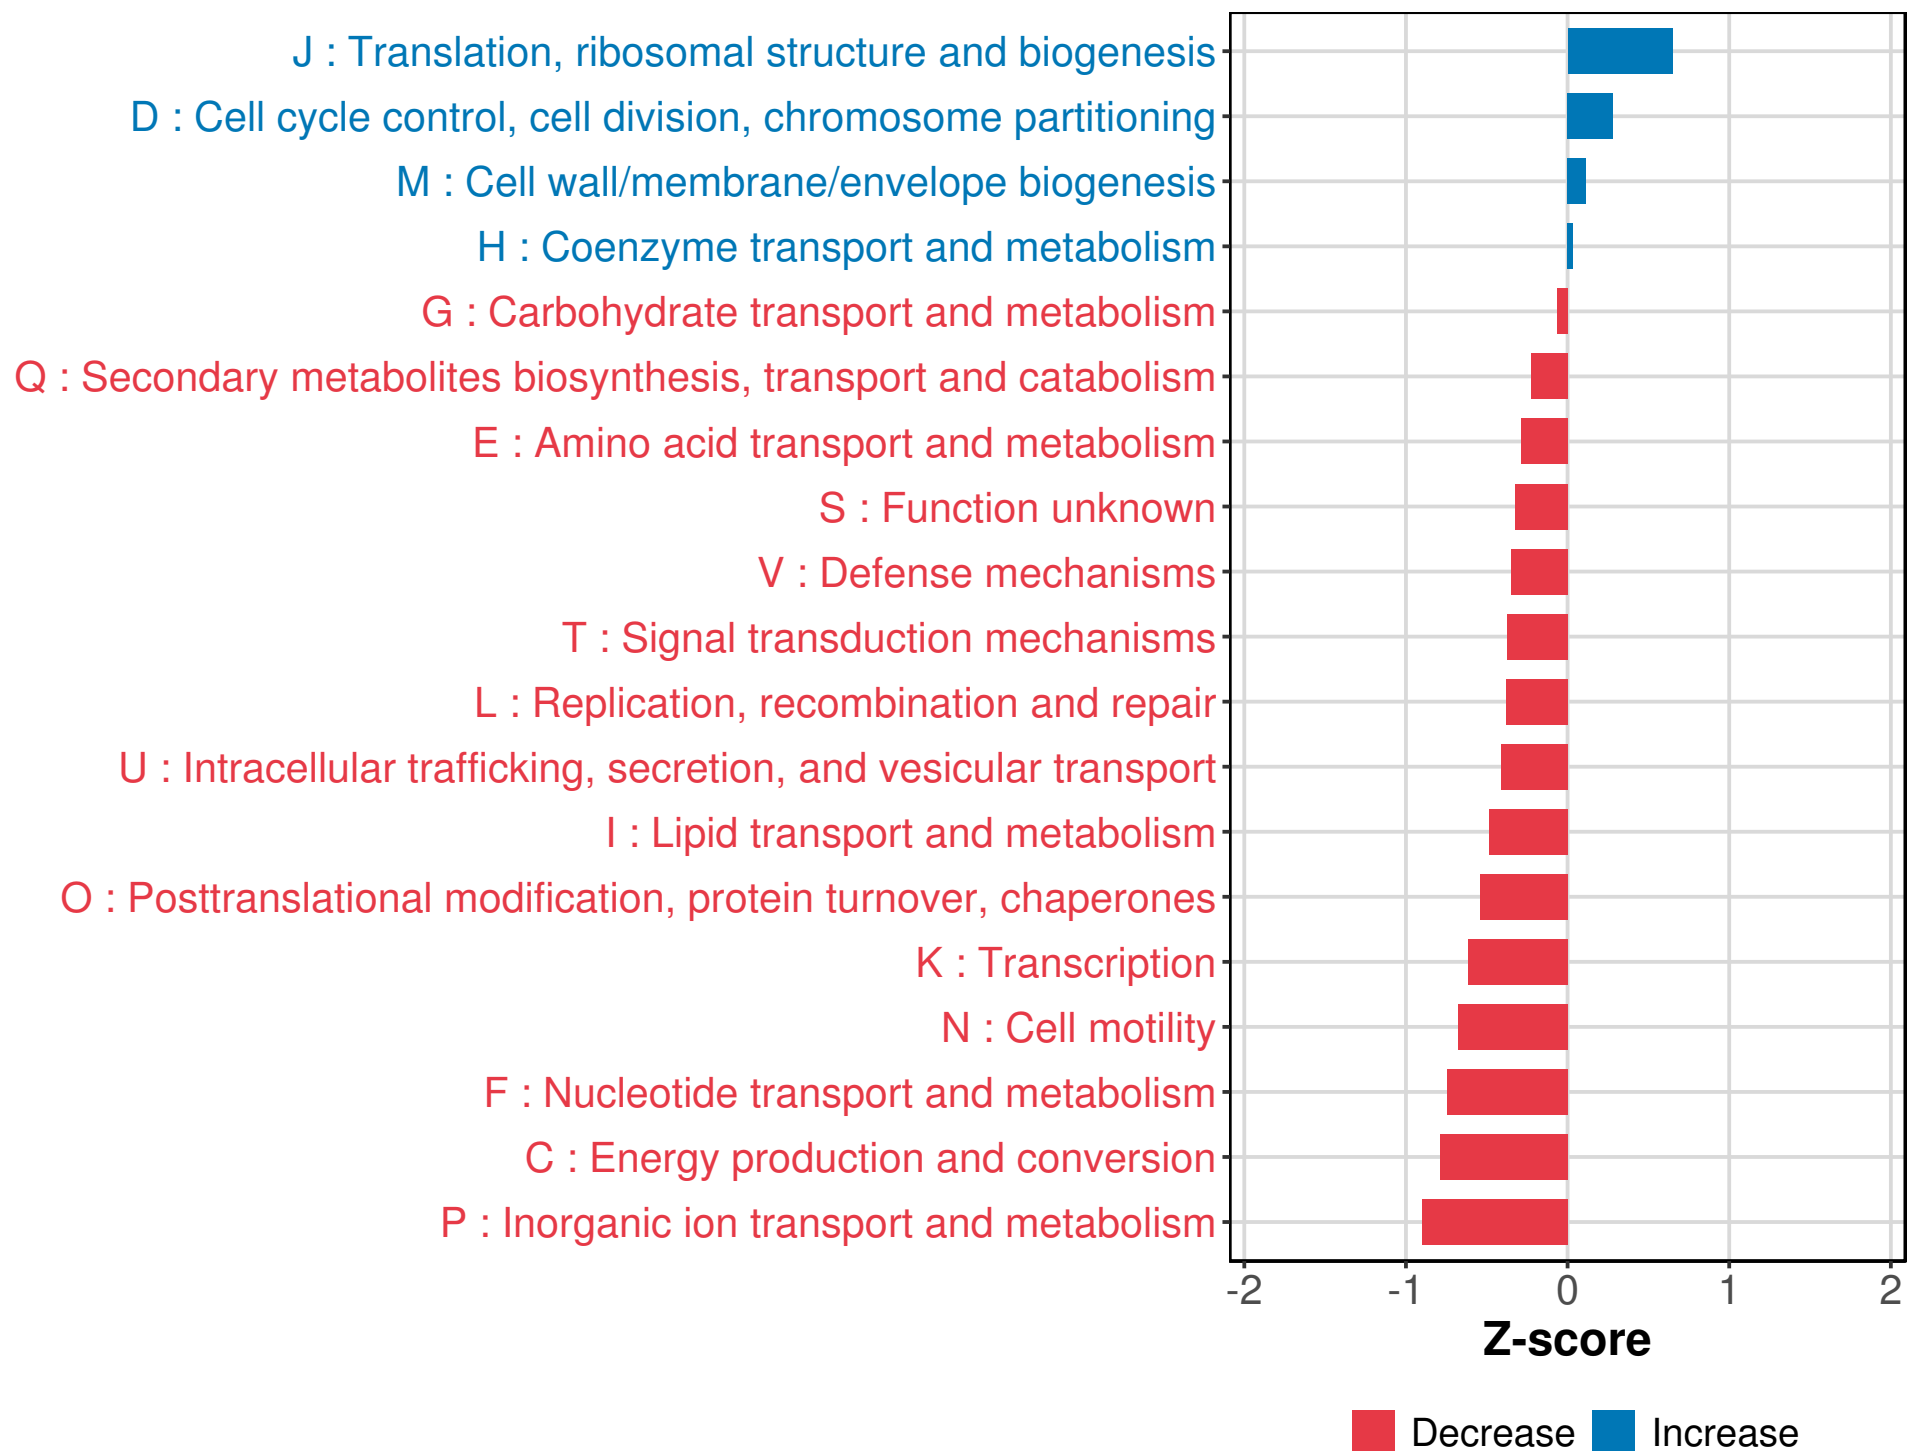 J : Translation, ribosomal structure and biogenesis
D : Cell cycle control, cell division, chromosome partitioning
M : Cell wall/membrane/envelope biogenesis
H : Coenzyme transport and metabolism
G : Carbohydrate transport and metabolism
Q : Secondary metabolites biosynthesis, transport and catabolism
E : Amino acid transport and metabolism
S : Function unknown
V : Defense mechanisms
T : Signal transduction mechanisms
L : Replication, recombination and repair
U : Intracellular trafficking, secretion, and vesicular transport
I : Lipid transport and metabolism
O : Posttranslational modification, protein turnover, chaperones
K : Transcription
N : Cell motility
F : Nucleotide transport and metabolism
C : Energy production and conversion
P : Inorganic ion transport and metabolism
-2 -1 0 1 2
Z-score
Decrease Increase